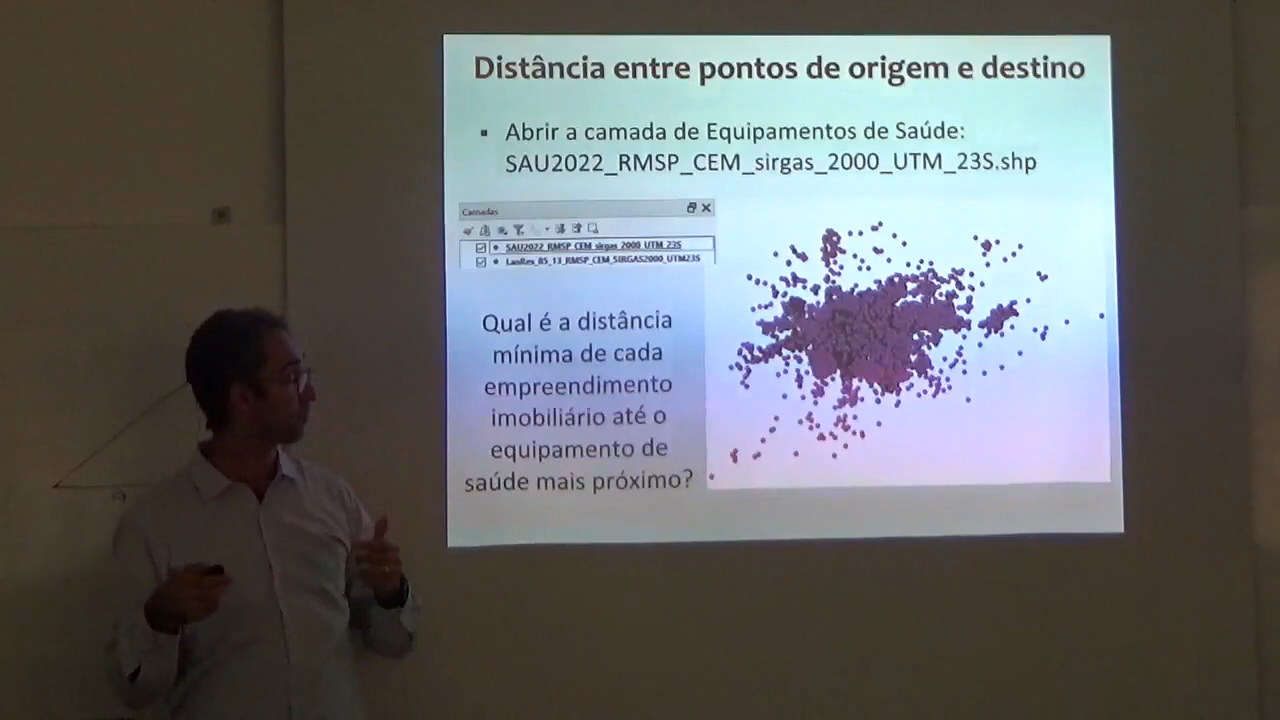 Distância entre pontos de origem e destino
▪ Abrir a camada de Equipamentos de Saúde:
SAU2022_RMSP_CEM_sirgas_2000_UTM_23S.shp
Camadas
SAU2022_RMSP_CEM_sirgas_2000_UTM_23S
LanRes_85_13_RMSP_CEM_SIRGAS2000_UTM23S
Qual é a distância
mínima de cada
empreendimento
imobiliário até o
equipamento de
saúde mais próximo?